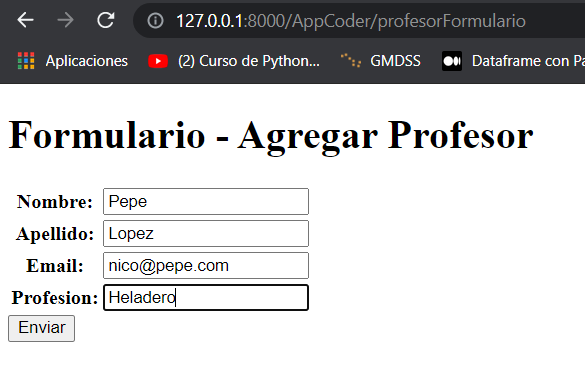 127.0.0.1:8000/AppCoder/profesorFormulario
Aplicaciones (2) Curso de Python... GMDSS Dataframe con Pa
Formulario - Agregar Profesor
Nombre: Pepe
Apellido: Lopez
Email: nico@pepe.com
Profesion: Heladero
Enviar